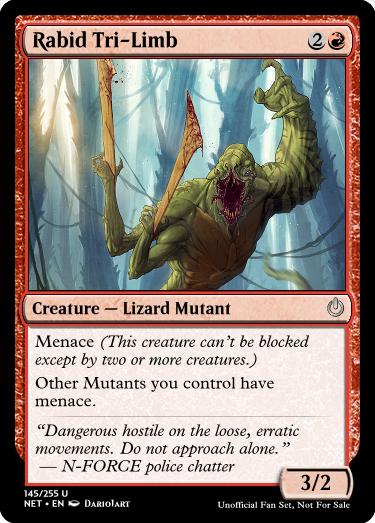 Rabid Tri-Limb 2
Creature — Lizard Mutant
Menace (This creature can't be blocked
except by two or more creatures.)
Other Mutants you control have
menace.
"Dangerous hostile on the loose, erratic
movements. Do not approach alone."
— N-FORCE police chatter
3/2
145/255 U
NET • EN DarioJart
Unofficial Fan Set, Not For Sale